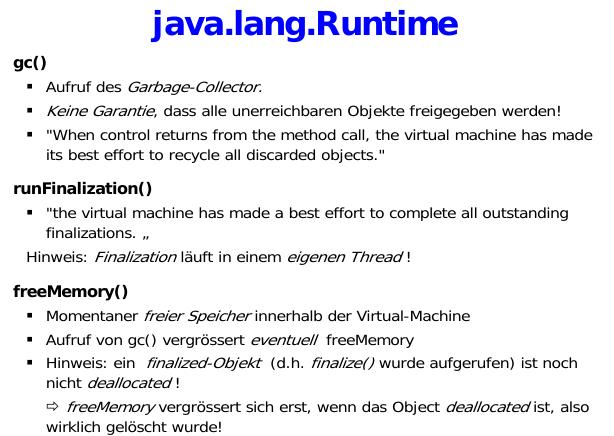 java.lang.Runtime
gc()
▪ Aufruf des Garbage-Collector.
▪ Keine Garantie, dass alle unerreichbaren Objekte freigegeben werden!
▪ "When control returns from the method call, the virtual machine has made
its best effort to recycle all discarded objects."
runFinalization()
▪ "the virtual machine has made a best effort to complete all outstanding
finalizations. „
Hinweis: Finalization läuft in einem eigenen Thread !
freeMemory()
▪ Momentaner freier Speicher innerhalb der Virtual-Machine
▪ Aufruf von gc() vergrössert eventuell freeMemory
▪ Hinweis: ein finalized-Objekt (d.h. finalize() wurde aufgerufen) ist noch
nicht deallocated !
⇨ freeMemory vergrössert sich erst, wenn das Object deallocated ist, also
wirklich gelöscht wurde!